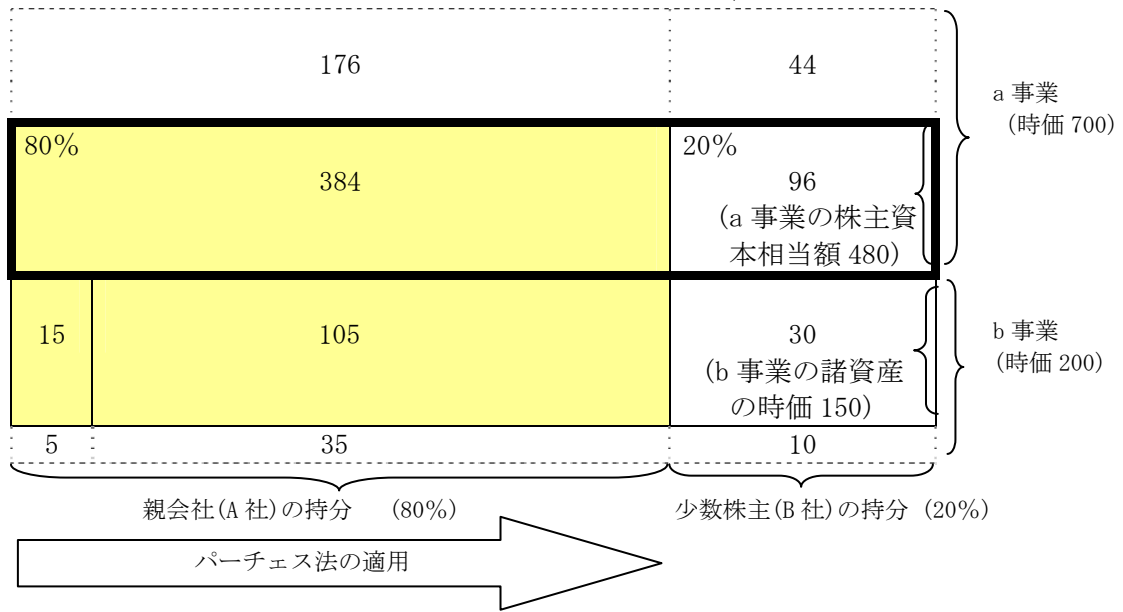 176
44
a 事業
(時価 700)
80%
384
20%
96
(a 事業の株主資
本相当額 480)
15
105
30
(b 事業の諸資産
の時価 150)
b 事業
(時価 200)
5
35
10
親会社(A 社)の持分 (80%)
少数株主(B 社)の持分 (20%)
パーチェス法の適用